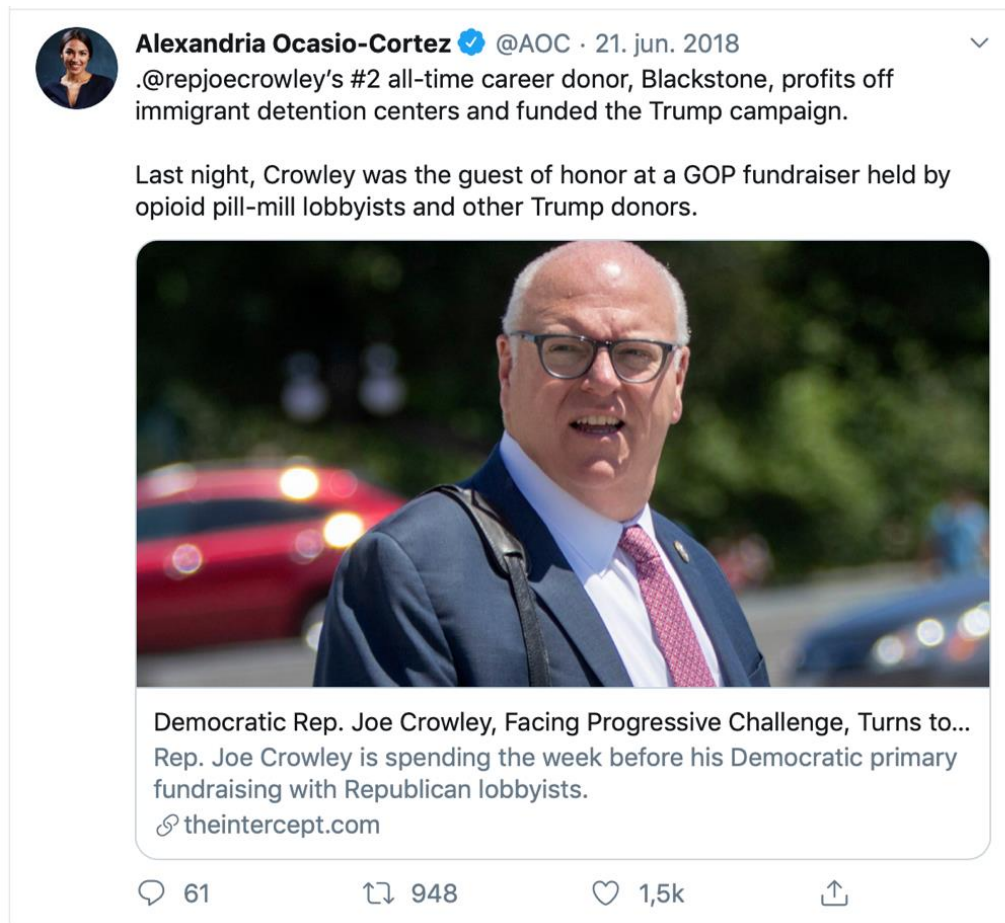 Alexandria Ocasio-Cortez @AOC · 21. jun. 2018
.@repjoecrowley's #2 all-time career donor, Blackstone, profits off
immigrant detention centers and funded the Trump campaign.
Last night, Crowley was the guest of honor at a GOP fundraiser held by
opioid pill-mill lobbyists and other Trump donors.
Democratic Rep. Joe Crowley, Facing Progressive Challenge, Turns to...
Rep. Joe Crowley is spending the week before his Democratic primary
fundraising with Republican lobbyists.
theintercept.com
61 948 1,5k